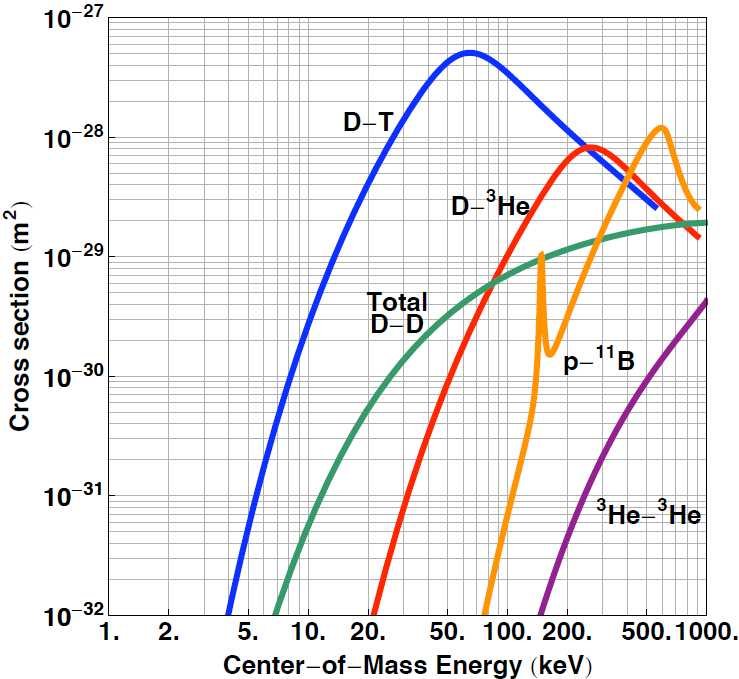 10⁻²⁷
10⁻²⁸
10⁻²⁹
10⁻³⁰
10⁻³¹
10⁻³²
Cross section (m²)
D–T
D–³He
Total
D–D
p–¹¹B
³He–³He
1. 2. 5. 10. 20. 50. 100. 200. 500. 1000.
Center–of–Mass Energy (keV)